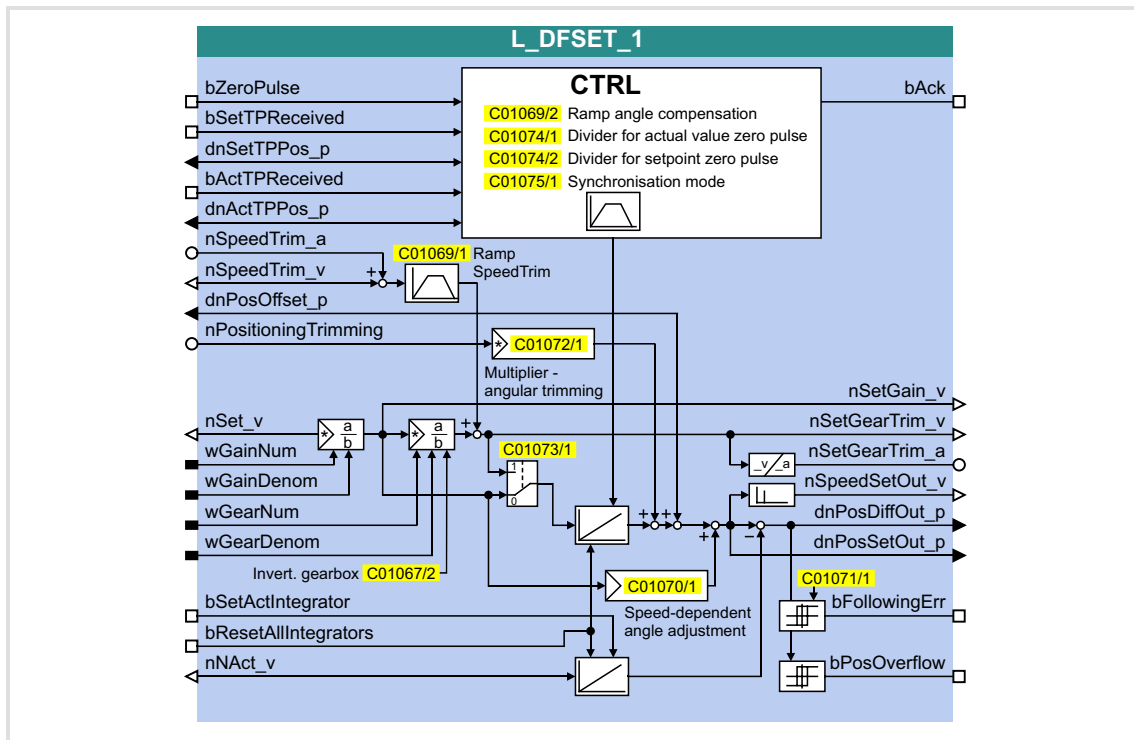 L_DFSET_1
bZeroPulse
CTRL
bAck
C01069/2 Ramp angle compensation
bSetTPReceived
C01074/1 Divider for actual value zero pulse
dnSetTPPos_p
C01074/2 Divider for setpoint zero pulse
bActTPReceived
C01075/1 Synchronisation mode
dnActTPPos_p
nSpeedTrim_a
C01069/1 Ramp
SpeedTrim
nSpeedTrim_v
+
dnPosOffset_p
nPositioningTrimming
* C01072/1
Multiplier -
angular trimming
nSetGain_v
nSet_v
* a
b
* a
b
+
nSetGearTrim_v
wGainNum
C01073/1
1
0
_v/_a
nSetGearTrim_a
wGainDenom
nSpeedSetOut_v
wGearNum
+ + + −
dnPosDiffOut_p
wGearDenom
dnPosSetOut_p
Invert. gearbox C01067/2
C01070/1
C01071/1
bSetActIntegrator
Speed-dependent
angle adjustment
bFollowingErr
bResetAllIntegrators
nNAct_v
bPosOverflow